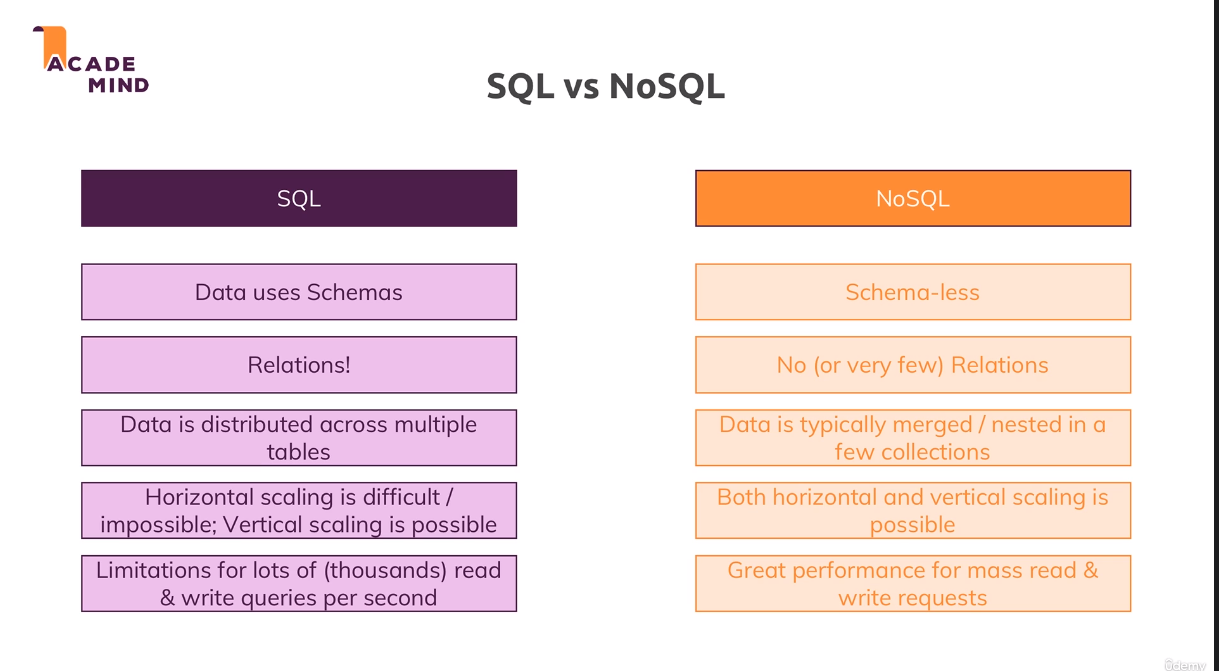 ACADE
MIND
SQL vs NoSQL
SQL
Data uses Schemas
Relations!
Data is distributed across multiple
tables
Horizontal scaling is difficult /
impossible; Vertical scaling is possible
Limitations for lots of (thousands) read
& write queries per second
NoSQL
Schema-less
No (or very few) Relations
Data is typically merged / nested in a
few collections
Both horizontal and vertical scaling is
possible
Great performance for mass read &
write requests
Udemy